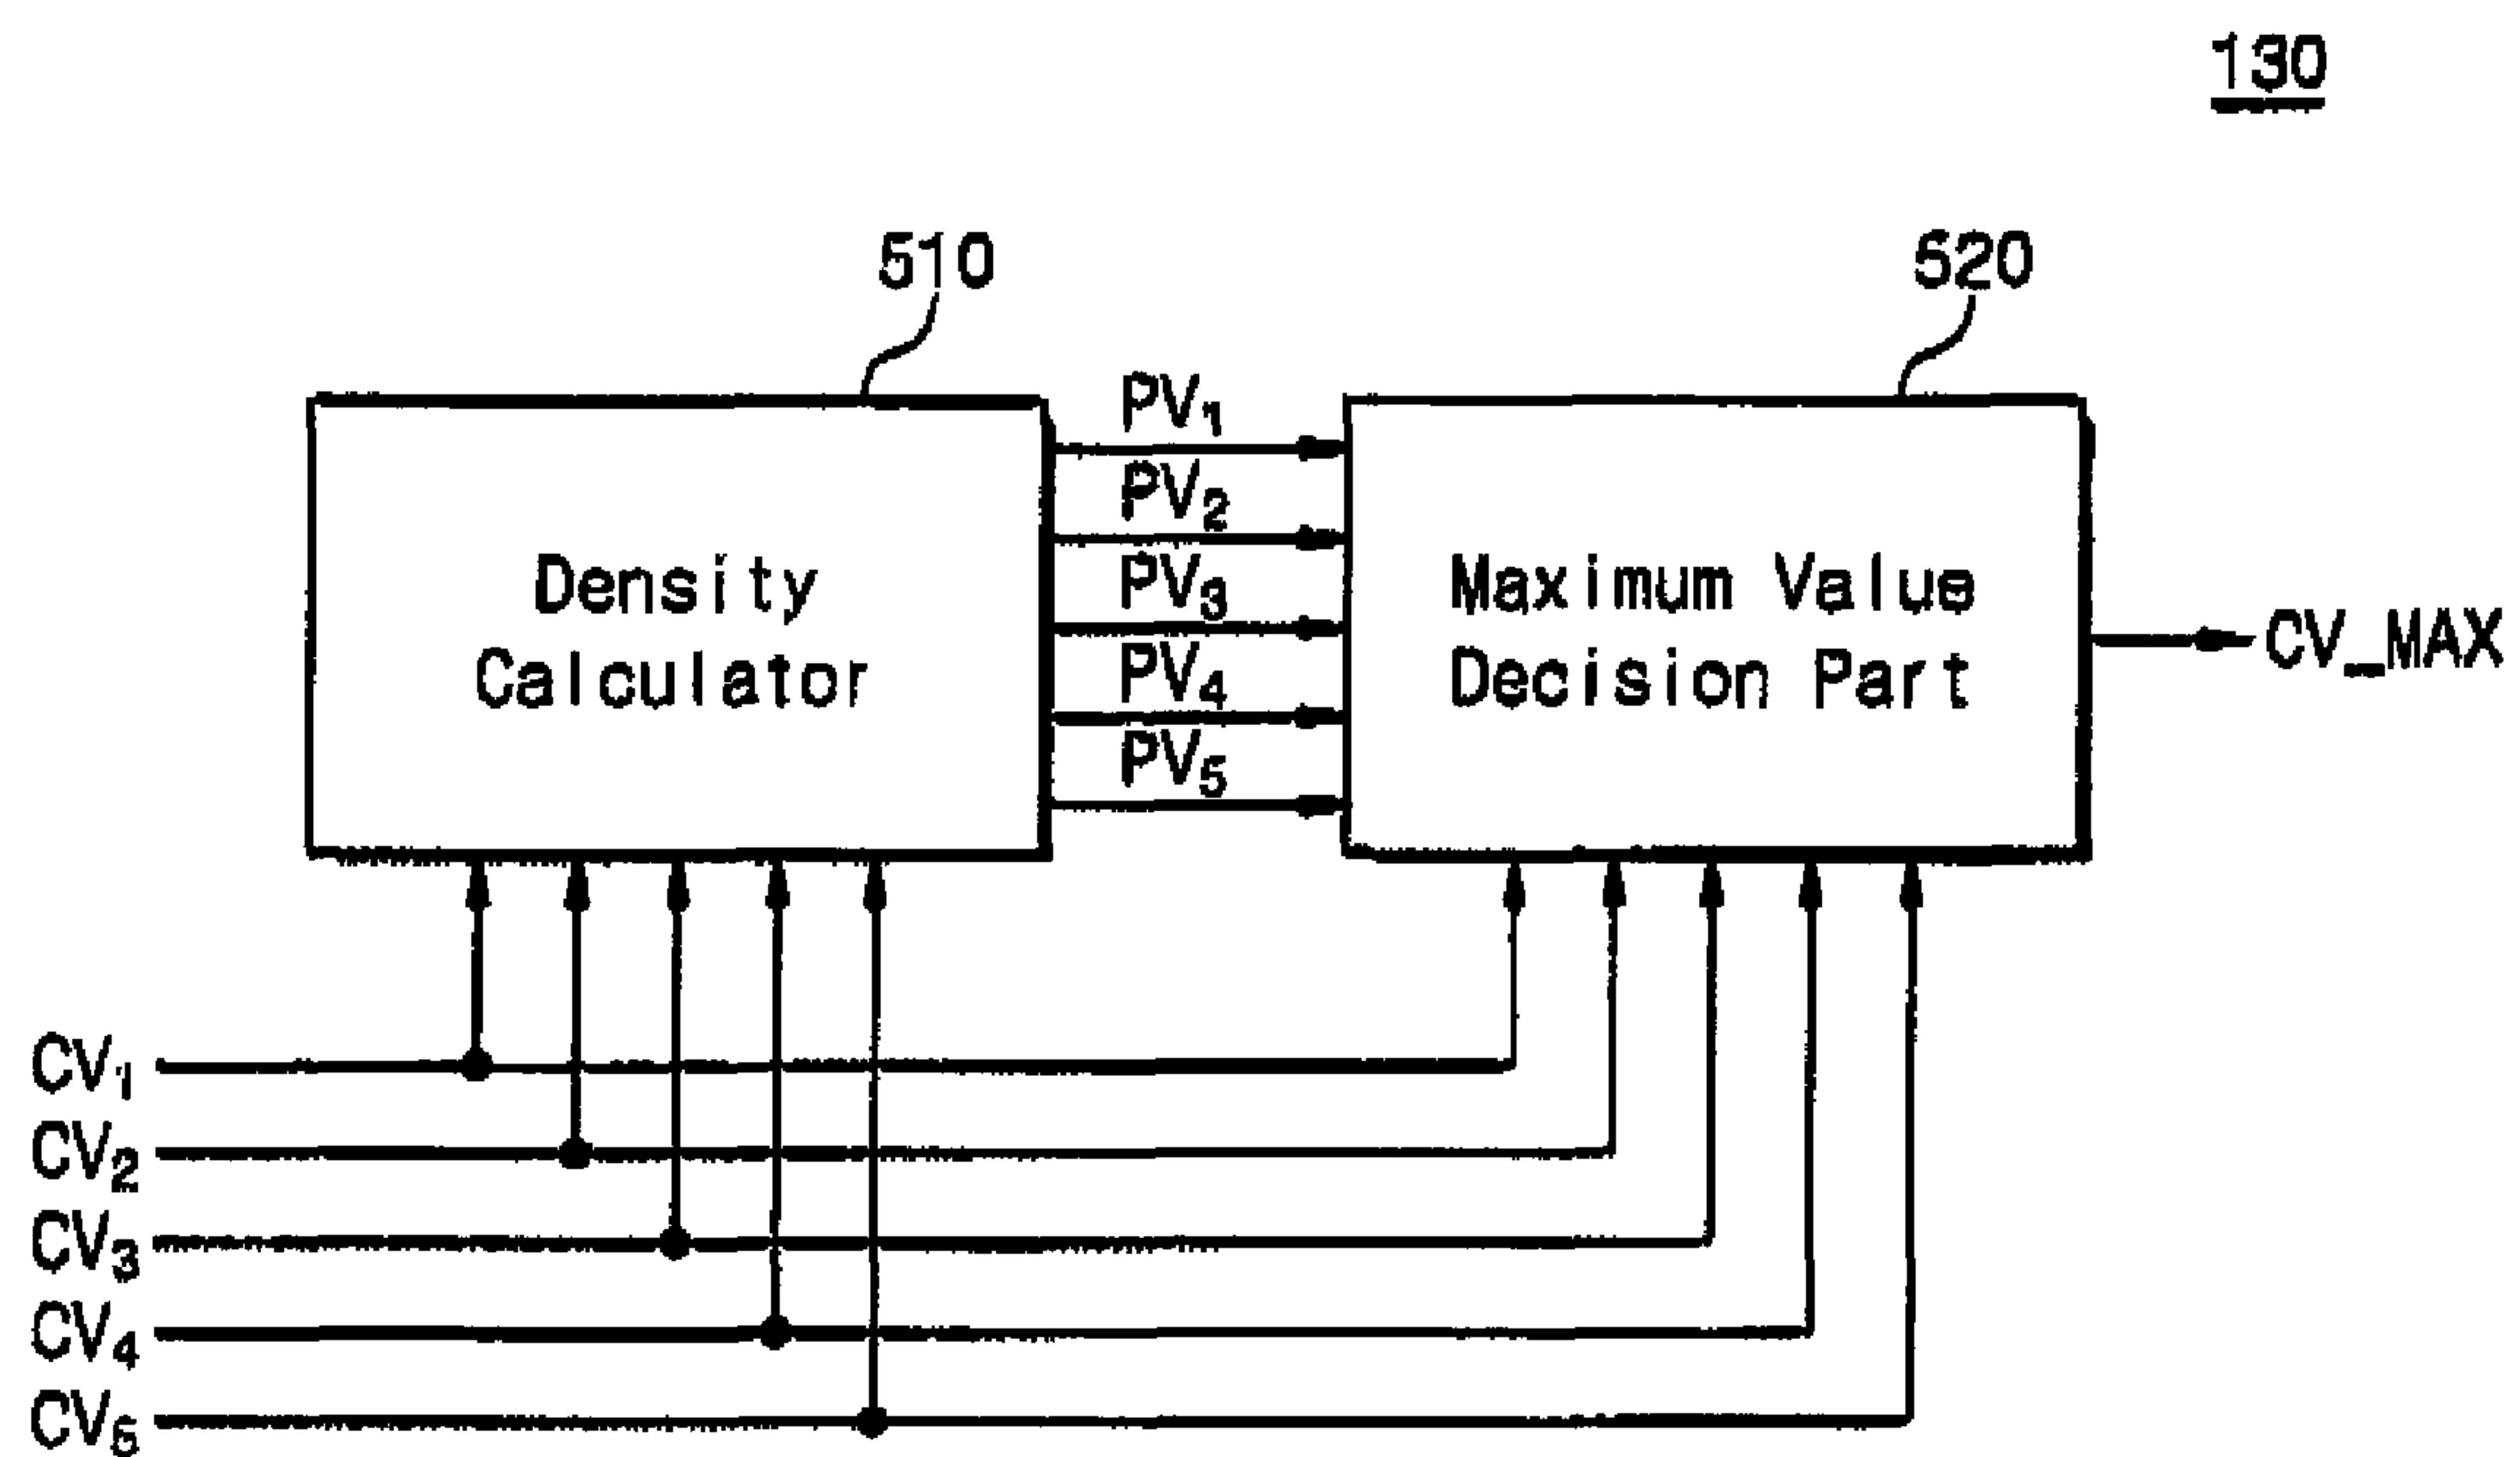 130
510
520
PV1
PV2
PV3
PV4
PV5
Density
Calculator
Maximum Value
Decision Part
CV_MAX
CV1
CV2
CV3
CV4
CV5